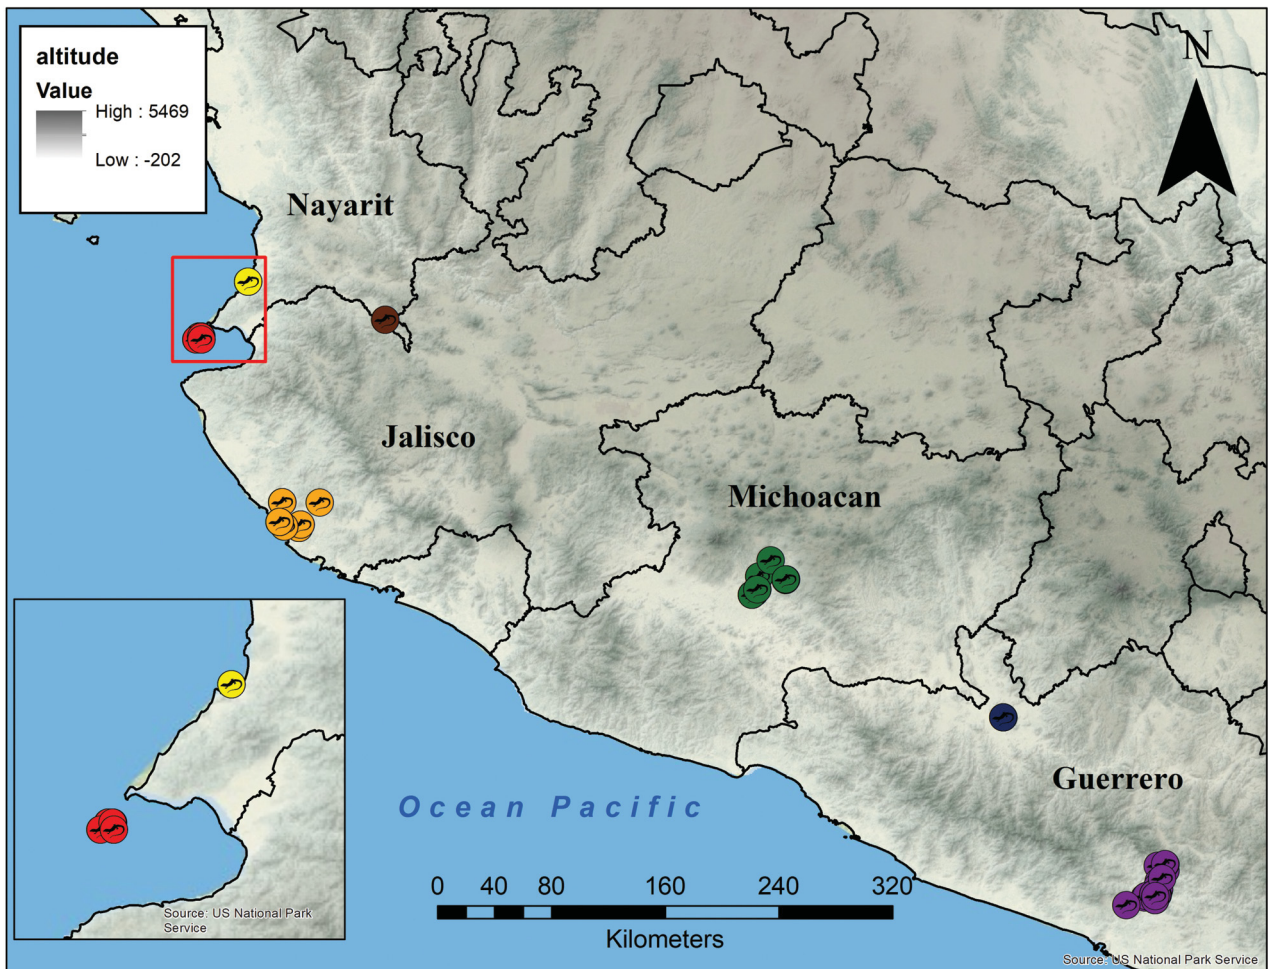 altitude
Value
High : 5469
Low : -202
N
Nayarit
Jalisco
Michoacan
Guerrero
Ocean Pacific
0 40 80 160 240 320
Kilometers
Source: US National Park
Service
Source: US National Park Service